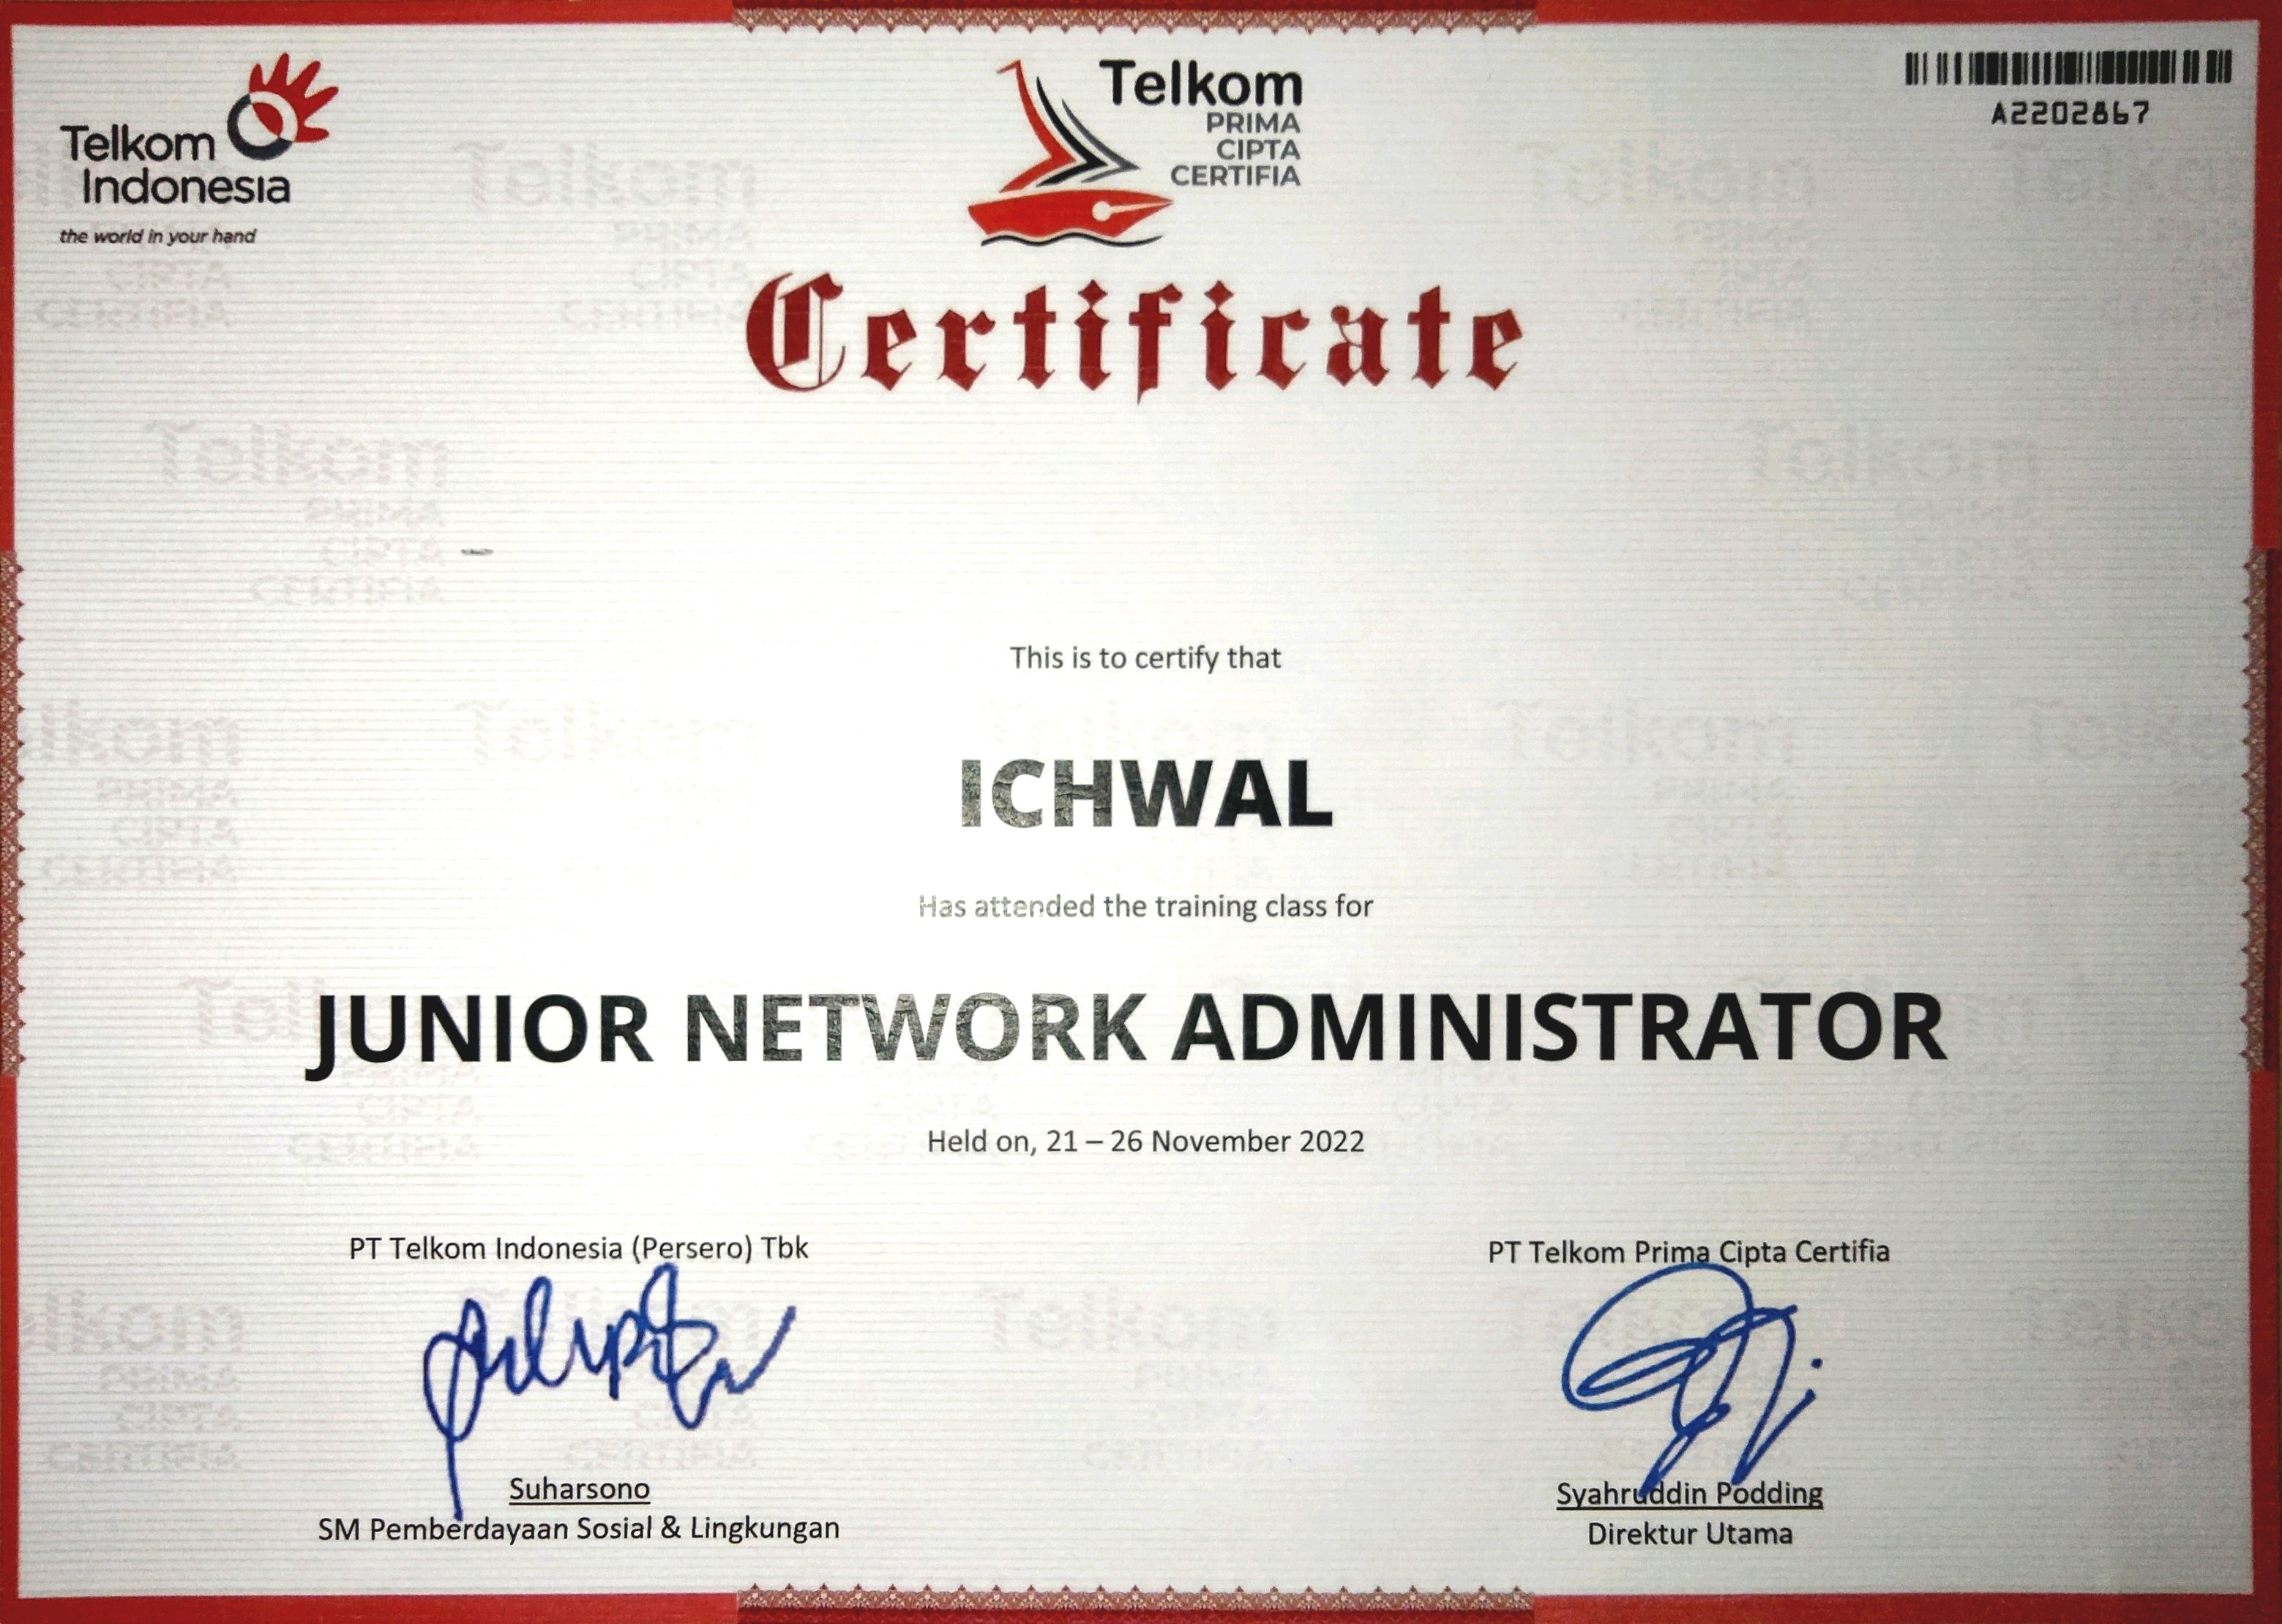 Telkom
Indonesia
the world in your hand
Telkom
PRIMA
CIPTA
CERTIFIA
A2202867
Certificate
This is to certify that
ICHWAL
Has attended the training class for
JUNIOR NETWORK ADMINISTRATOR
Held on, 21 – 26 November 2022
PT Telkom Indonesia (Persero) Tbk
Suharsono
SM Pemberdayaan Sosial & Lingkungan
PT Telkom Prima Cipta Certifia
Syahruddin Podding
Direktur Utama